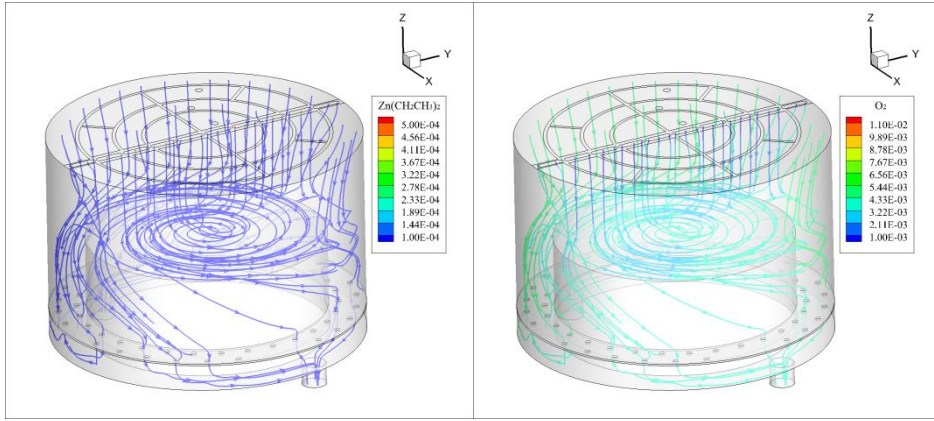 Z
Y
X
Zn(CH₂CH₃)₂
5.00E-04
4.56E-04
4.11E-04
3.67E-04
3.22E-04
2.78E-04
2.33E-04
1.89E-04
1.44E-04
1.00E-04
Z
Y
X
O₂
1.10E-02
9.89E-03
8.78E-03
7.67E-03
6.56E-03
5.44E-03
4.33E-03
3.22E-03
2.11E-03
1.00E-03